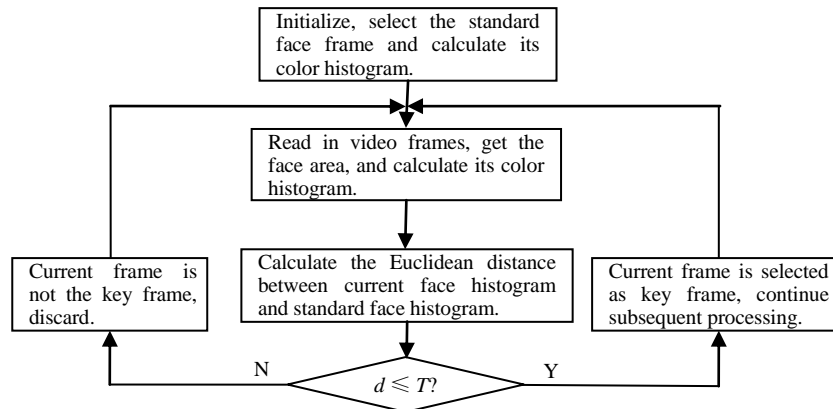 Initialize, select the standard
face frame and calculate its
color histogram.
Read in video frames, get the
face area, and calculate its color
histogram.
Current frame is
not the key frame,
discard.
Calculate the Euclidean distance
between current face histogram
and standard face histogram.
Current frame is selected
as key frame, continue
subsequent processing.
N
d ≤ T?
Y